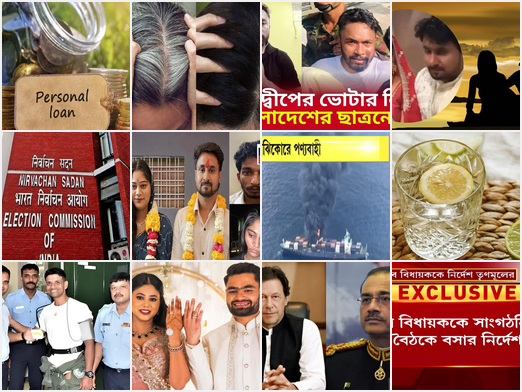 Personal
loan
দ্বীপের ভোটার
লাদেশের ছাত্রনে
निर्वाचन सदन
NIRVACHAN SADAN
भारत निर्वाचन आयोग
ELECTION COMMISSION
OF
INDIA
ঝিকোরে পণ্যবাহী
ব বিধায়ককে নির্দেশ তৃণমূলের
EXCLUSIVE
ব বিধায়ককে সাংগঠনি
বৈঠকে বসার নির্দেশ